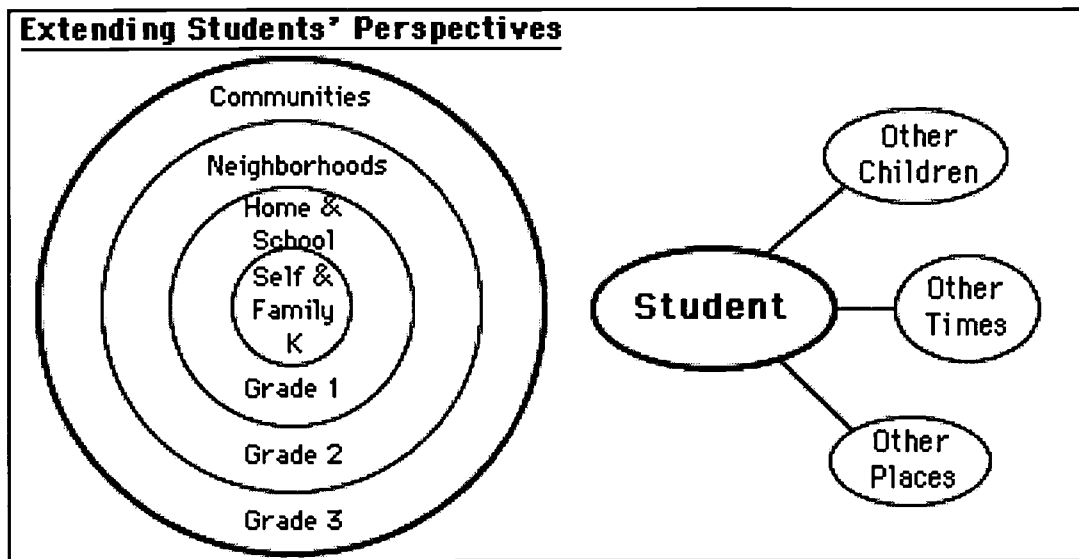 Extending Students' Perspectives
Communities
Neighborhoods
Home &
School
Self &
Family
K
Grade 1
Grade 2
Grade 3
Student
Other
Children
Other
Times
Other
Places